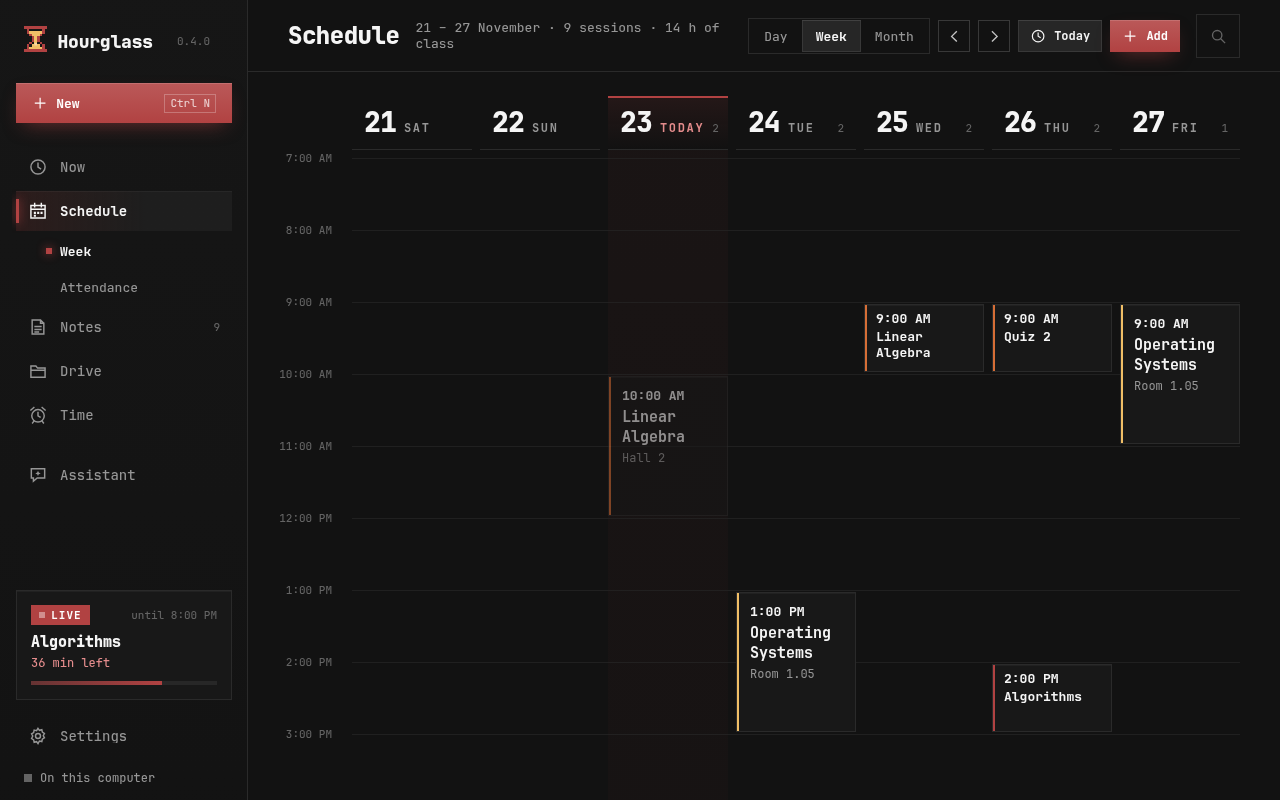 Hourglass 0.4.0
New Ctrl N
Now
Schedule
Week
Attendance
Notes 9
Drive
Time
Assistant
LIVE until 8:00 PM
Algorithms
36 min left
Settings
On this computer
Schedule
21 – 27 November · 9 sessions · 14 h of
class
Day Week Month
Today
Add
21 SAT
22 SUN
23 TODAY 2
24 TUE 2
25 WED 2
26 THU 2
27 FRI 1
7:00 AM
8:00 AM
9:00 AM
10:00 AM
11:00 AM
12:00 PM
1:00 PM
2:00 PM
3:00 PM
10:00 AM
Linear
Algebra
Hall 2
1:00 PM
Operating
Systems
Room 1.05
9:00 AM
Linear
Algebra
9:00 AM
Quiz 2
2:00 PM
Algorithms
9:00 AM
Operating
Systems
Room 1.05